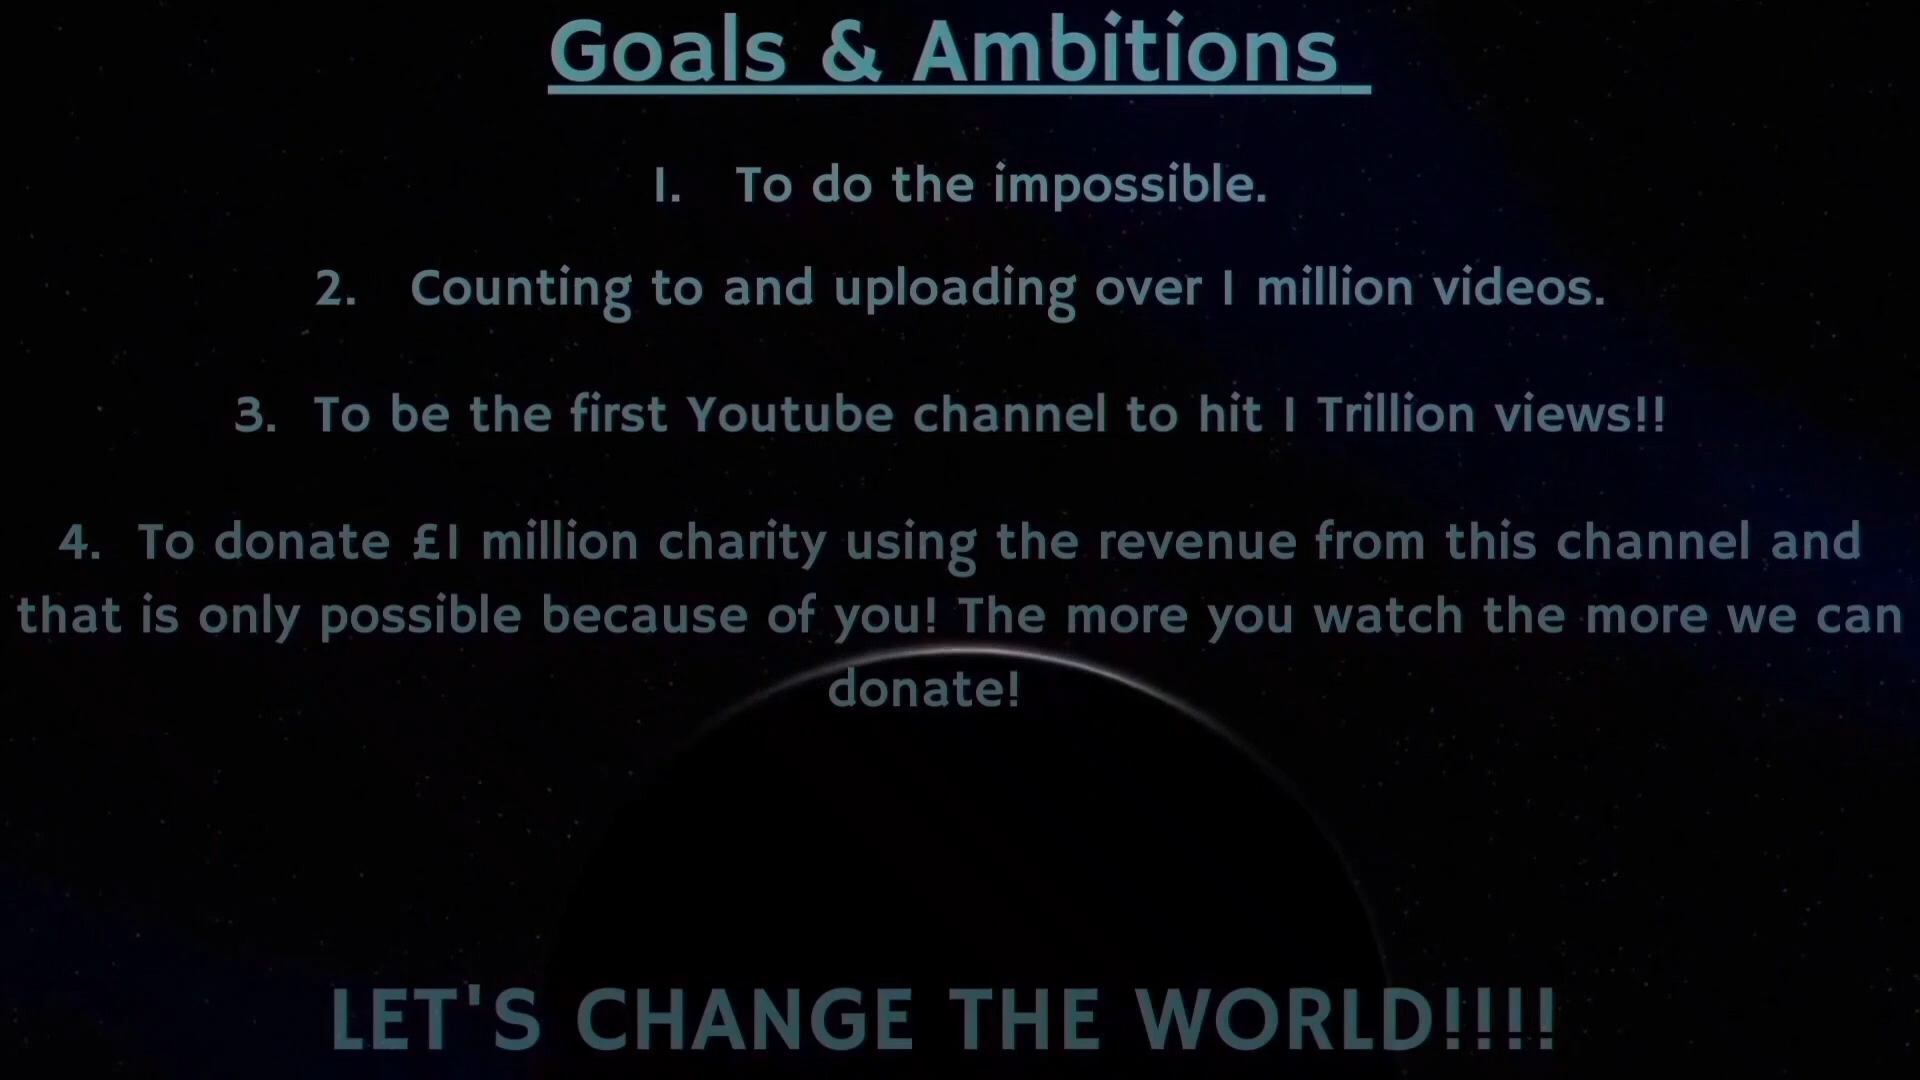 Goals & Ambitions
1. To do the impossible.
2. Counting to and uploading over 1 million videos.
3. To be the first Youtube channel to hit 1 Trillion views!!
4. To donate £1 million charity using the revenue from this channel and
that is only possible because of you! The more you watch the more we can
donate!
LET'S CHANGE THE WORLD!!!!